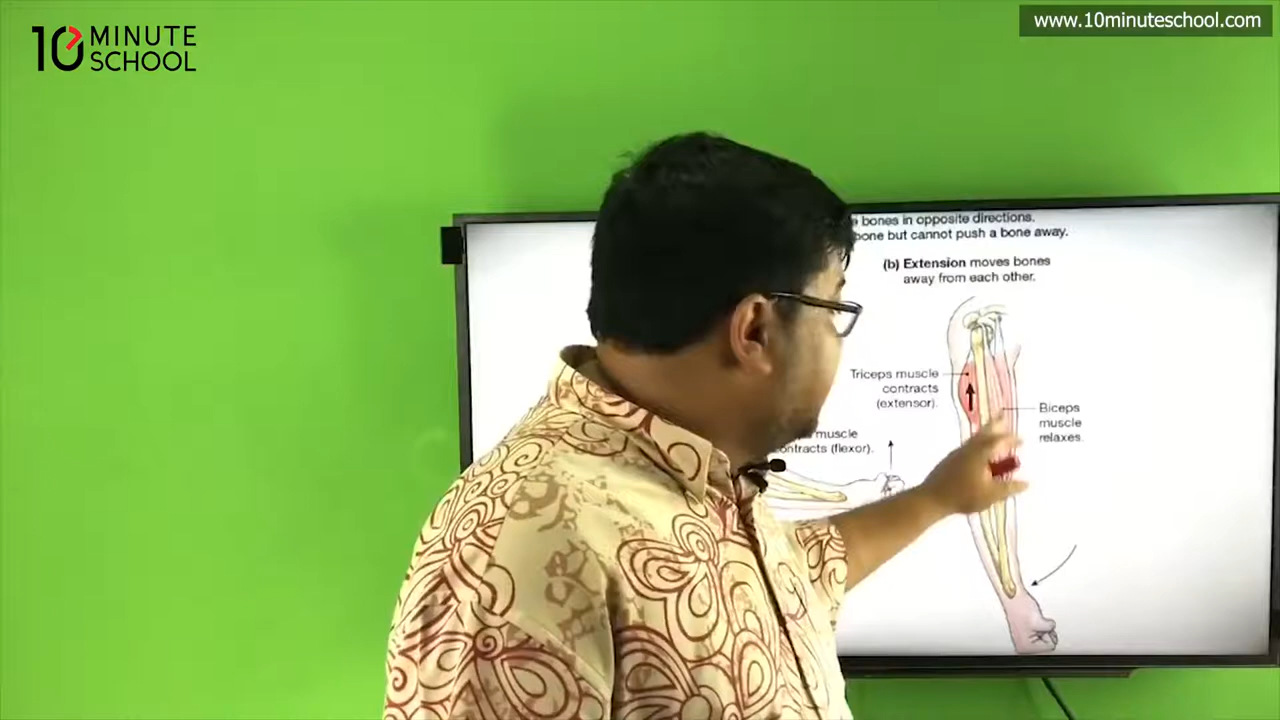 10 MINUTE
SCHOOL
www.10minuteschool.com
bones in opposite directions.
bone but cannot push a bone away.
(b) Extension moves bones
away from each other.
Triceps muscle
contracts
(extensor).
Biceps
muscle
relaxes.
muscle
(flexor).